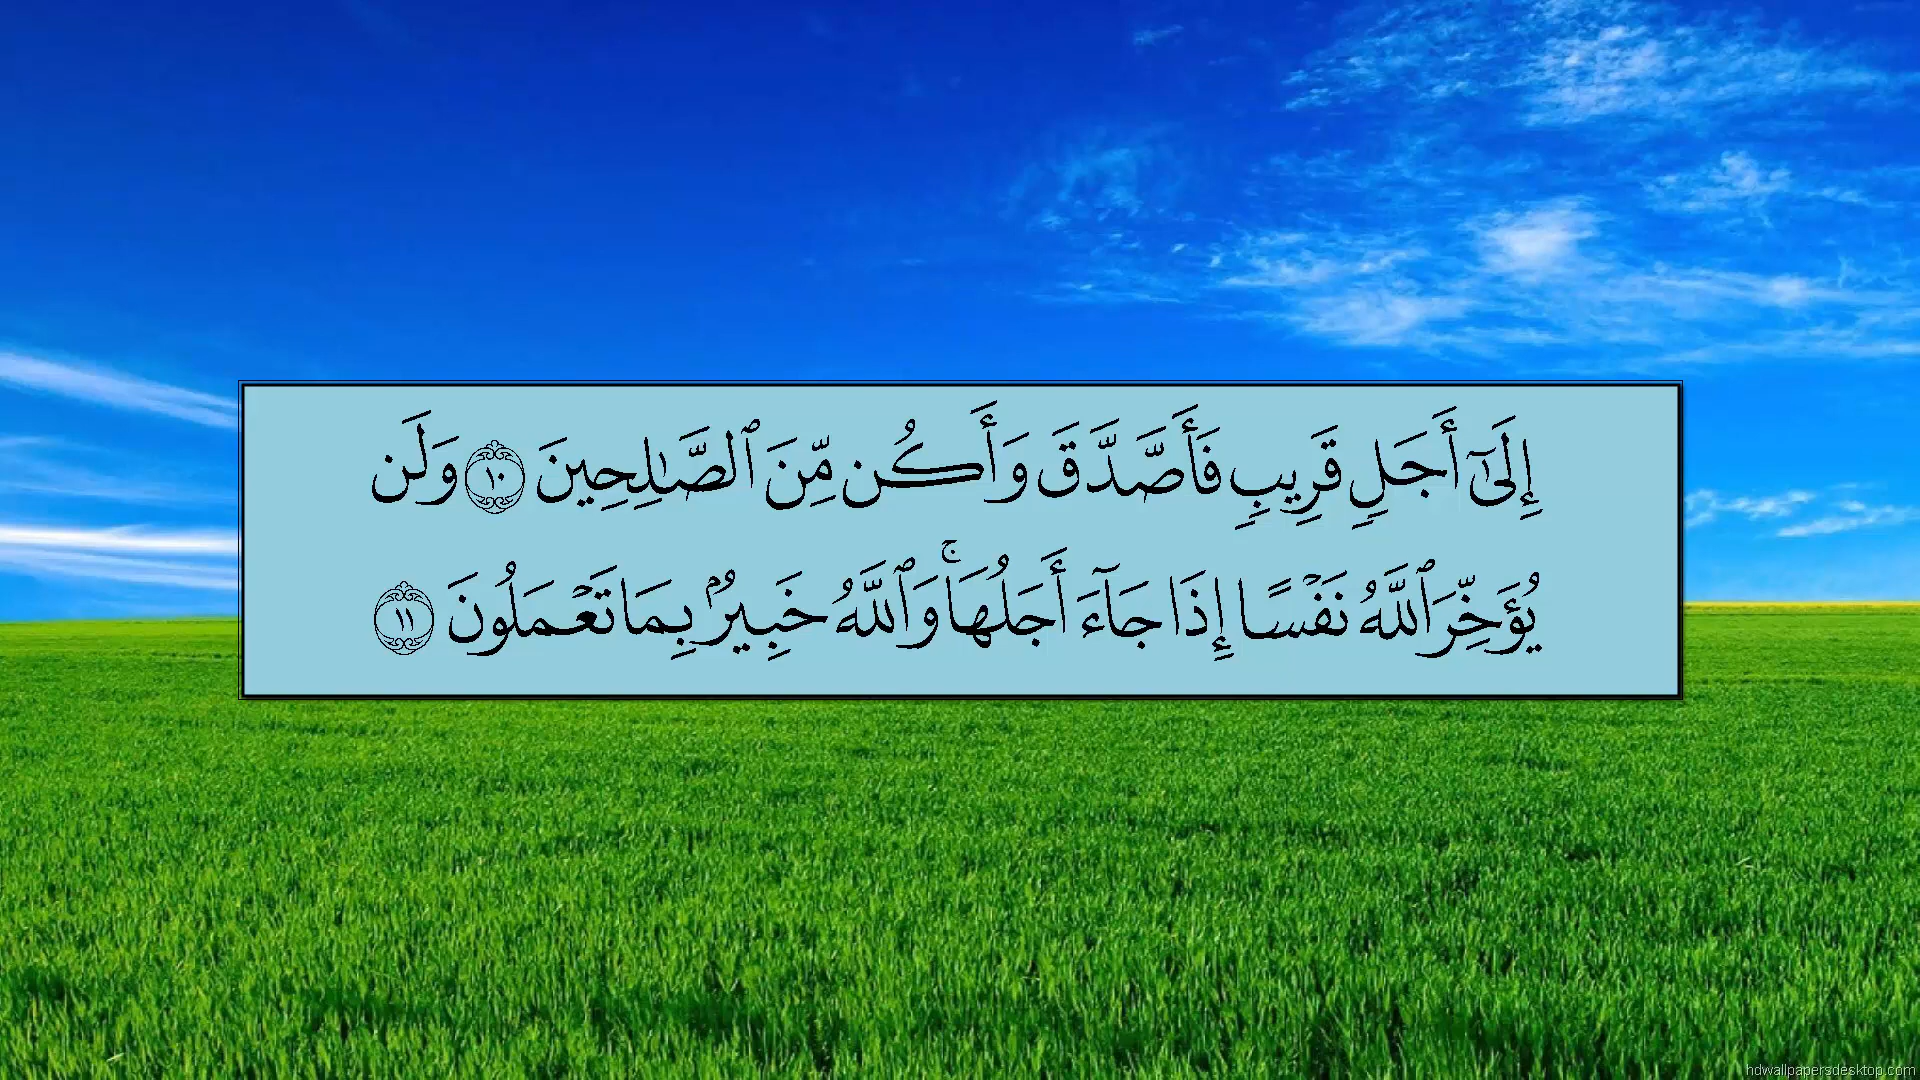 إِلَىٰٓ أَجَلٍ قَرِيبٍ فَأَصَّدَّقَ وَأَكُن مِّنَ ٱلصَّـٰلِحِينَ ١٠ وَلَن
يُؤَخِّرَ ٱللَّهُ نَفْسًا إِذَا جَآءَ أَجَلُهَا ۚ وَٱللَّهُ خَبِيرٌۢ بِمَا تَعْمَلُونَ ١١
hdwallpapersdesktop.com